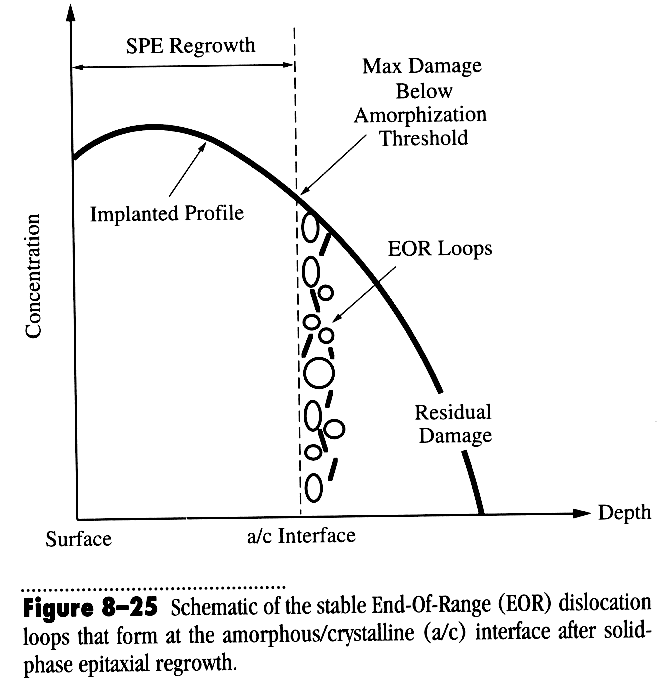 SPE Regrowth
Max Damage
Below
Amorphization
Threshold
Implanted Profile
EOR Loops
Concentration
Residual
Damage
Depth
Surface
a/c Interface
Figure 8–25 Schematic of the stable End-Of-Range (EOR) dislocation
loops that form at the amorphous/crystalline (a/c) interface after solid-
phase epitaxial regrowth.